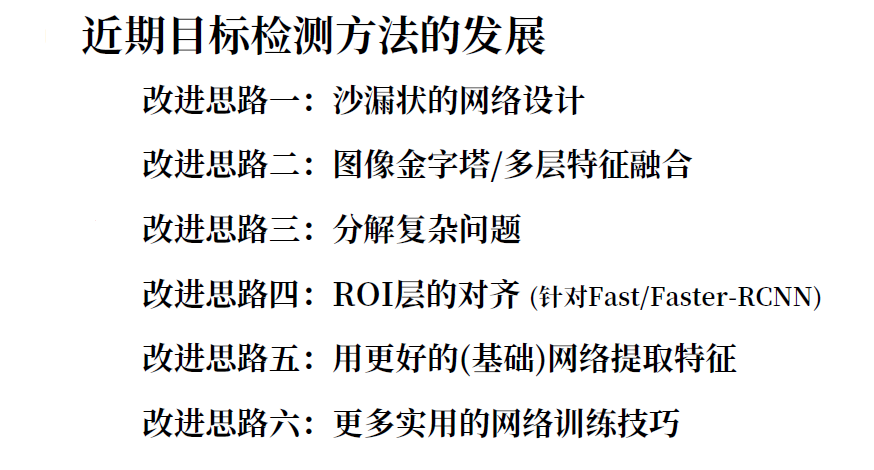 近期目标检测方法的发展
改进思路一：沙漏状的网络设计
改进思路二：图像金字塔/多层特征融合
改进思路三：分解复杂问题
改进思路四：ROI层的对齐 (针对Fast/Faster-RCNN)
改进思路五：用更好的(基础)网络提取特征
改进思路六：更多实用的网络训练技巧